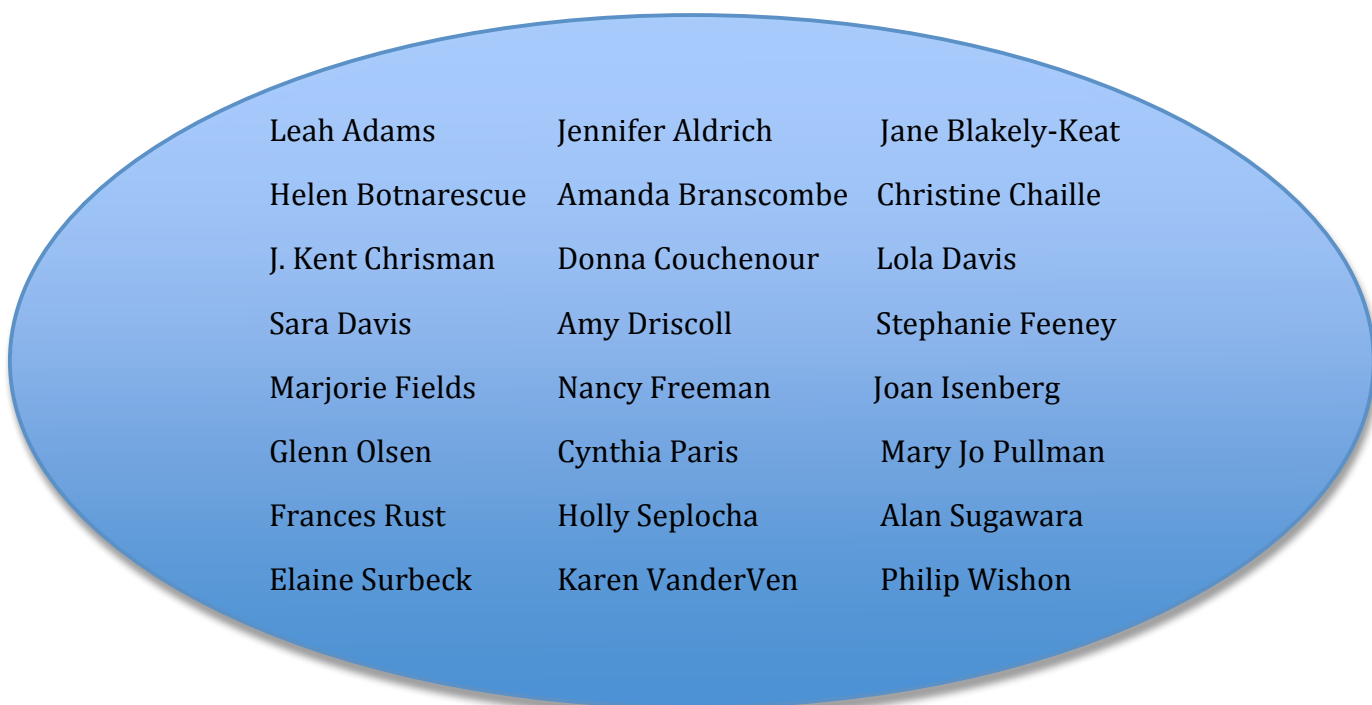 Leah Adams Jennifer Aldrich Jane Blakely-Keat
Helen Botnarescue Amanda Branscombe Christine Chaille
J. Kent Chrisman Donna Couchenour Lola Davis
Sara Davis Amy Driscoll Stephanie Feeney
Marjorie Fields Nancy Freeman Joan Isenberg
Glenn Olsen Cynthia Paris Mary Jo Pullman
Frances Rust Holly Seplocha Alan Sugawara
Elaine Surbeck Karen VanderVen Philip Wishon